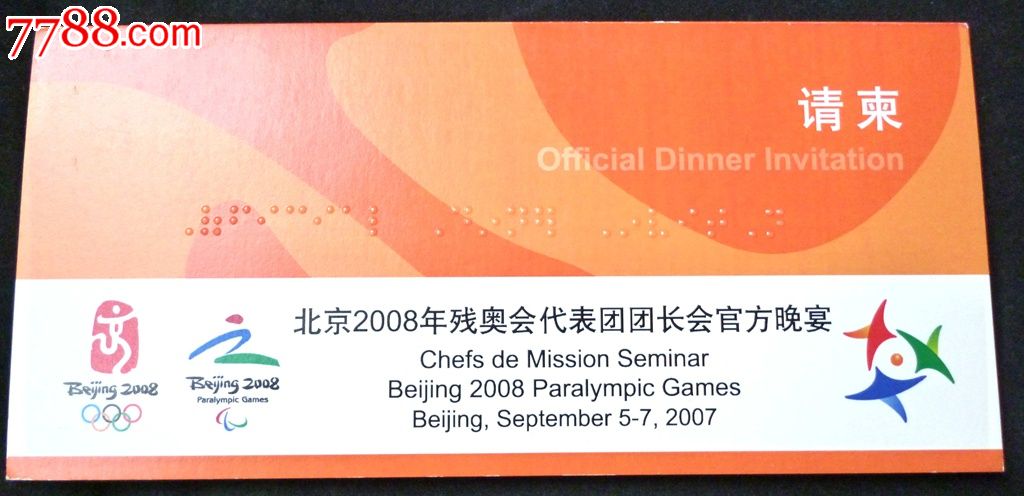 7788.com
请柬
Official Dinner Invitation
北京2008年残奥会代表团团长会官方晚宴
Chefs de Mission Seminar
Beijing 2008 Paralympic Games
Beijing, September 5-7, 2007
Beijing 2008
Beijing 2008
Paralympic Games